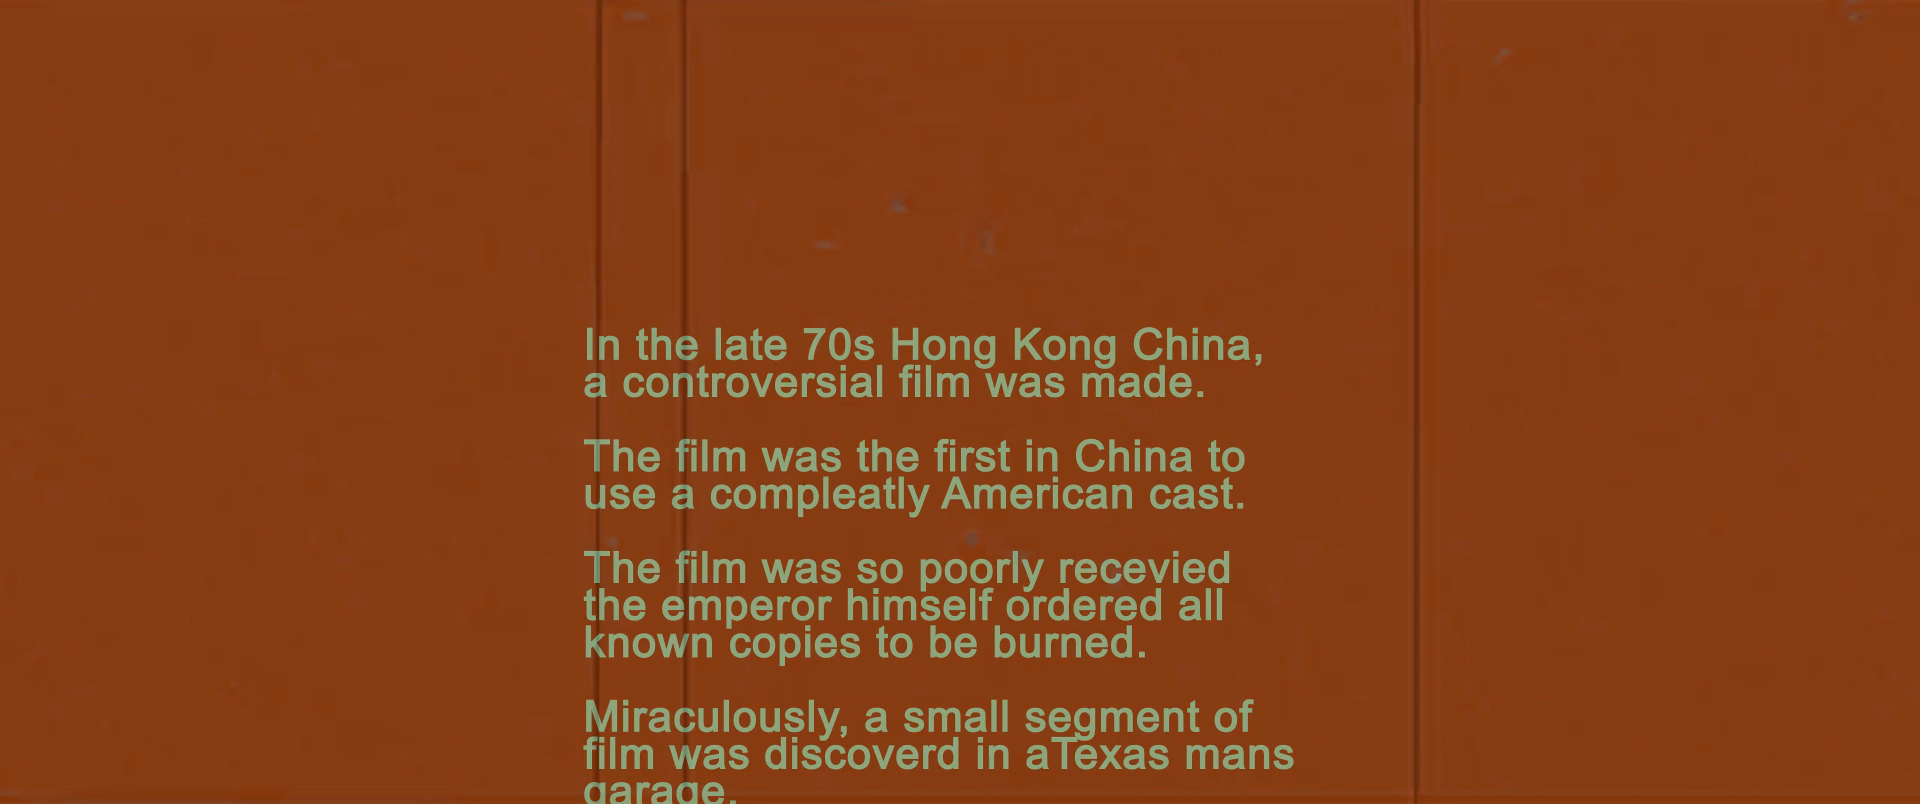 In the late 70s Hong Kong China,
a controversial film was made.
The film was the first in China to
use a compleatly American cast.
The film was so poorly recevied
the emperor himself ordered all
known copies to be burned.
Miraculously, a small segment of
film was discoverd in aTexas mans
garage.